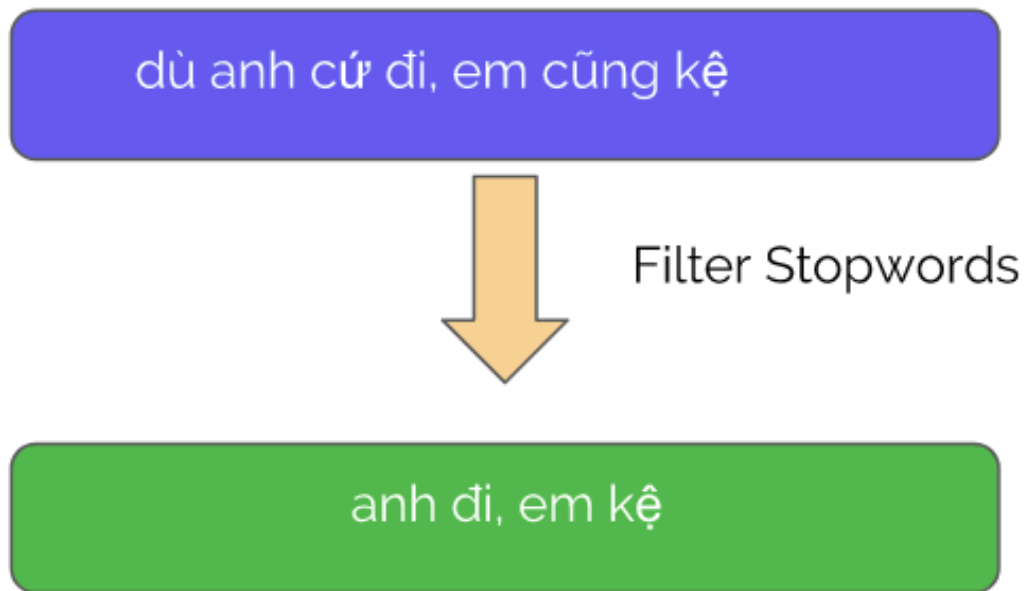 dù anh cứ đi, em cũng kệ
Filter Stopwords
anh đi, em kệ